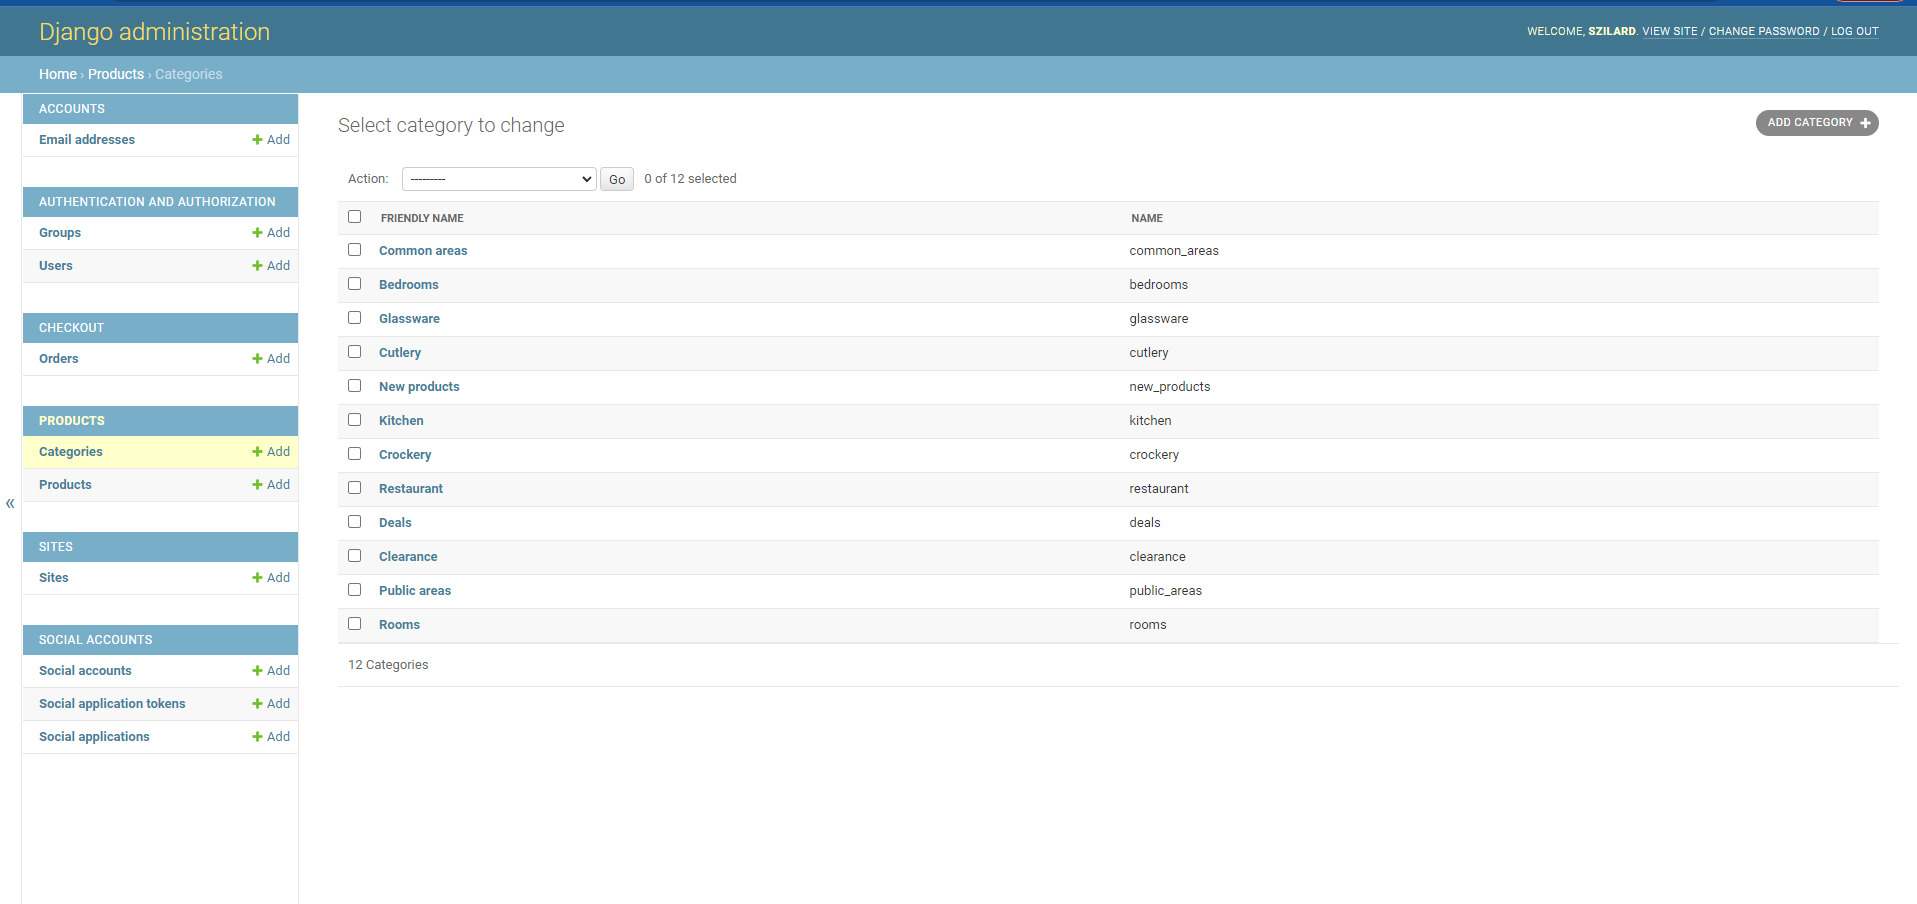 Django administration
WELCOME, SZILARD. VIEW SITE / CHANGE PASSWORD / LOG OUT
Home › Products › Categories
ACCOUNTS
Email addresses Add
AUTHENTICATION AND AUTHORIZATION
Groups Add
Users Add
CHECKOUT
Orders Add
PRODUCTS
Categories Add
Products Add
SITES
Sites Add
SOCIAL ACCOUNTS
Social accounts Add
Social application tokens Add
Social applications Add
«
Select category to change
ADD CATEGORY
Action: --------- Go 0 of 12 selected
FRIENDLY NAME NAME
Common areas common_areas
Bedrooms bedrooms
Glassware glassware
Cutlery cutlery
New products new_products
Kitchen kitchen
Crockery crockery
Restaurant restaurant
Deals deals
Clearance clearance
Public areas public_areas
Rooms rooms
12 Categories